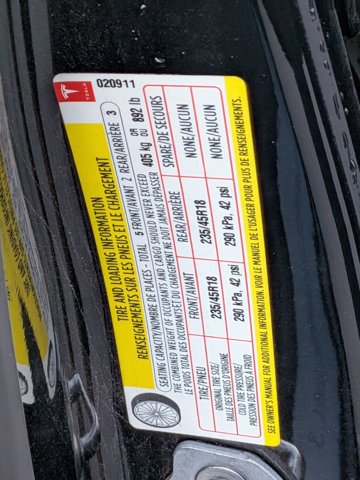 TESLA
020911
TIRE AND LOADING INFORMATION
RENSEIGNEMENTS SUR LES PNEUS ET LE CHARGEMENT
SEATING CAPACITY/NOMBRE DE PLACES - TOTAL 5 FRONT/AVANT 2 REAR/ARRIÈRE 3
THE COMBINED WEIGHT OF OCCUPANTS AND CARGO SHOULD NEVER EXCEED 405 kg OU OR 892 lb
LE POIDS TOTAL DES OCCUPANTS ET DU CHARGEMENT NE DOIT JAMAIS DÉPASSER
TIRE/PNEU FRONT/AVANT REAR/ARRIÈRE SPARE/DE SECOURS
ORIGINAL TIRE SIZE/ 235/45R18 235/45R18 NONE/AUCUN
TAILLE DES PNEUS D'ORIGINE
COLD TIRE PRESSURE/ 290 kPa, 42 psi 290 kPa, 42 psi NONE/AUCUN
PRESSION DES PNEUS À FROID
SEE OWNER'S MANUAL FOR ADDITIONAL INFORMATION. VOIR LE MANUEL DE L'USAGER POUR PLUS DE RENSEIGNEMENTS.